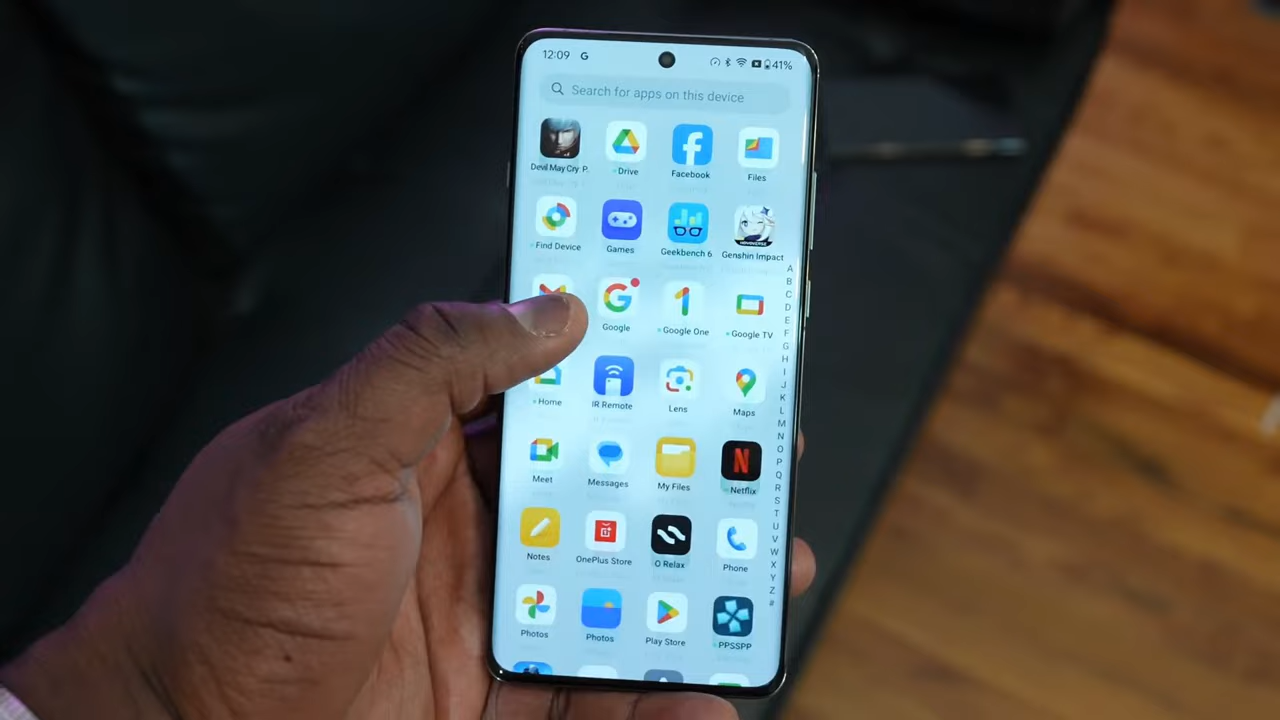 12:09 G 41%
Search for apps on this device
Devil May Cry P.
Drive
Facebook
Files
Find Device
Games
Geekbench 6
Genshin Impact
HOYOVERSE
Google
Google One
Google TV
Home
IR Remote
Lens
Maps
Meet
Messages
My Files
Netflix
Notes
OnePlus Store
O Relax
Phone
Photos
Photos
Play Store
PPSSPP
A
B
C
D
E
F
G
H
I
J
K
L
M
N
O
P
Q
R
S
T
U
V
W
X
Y
Z
#